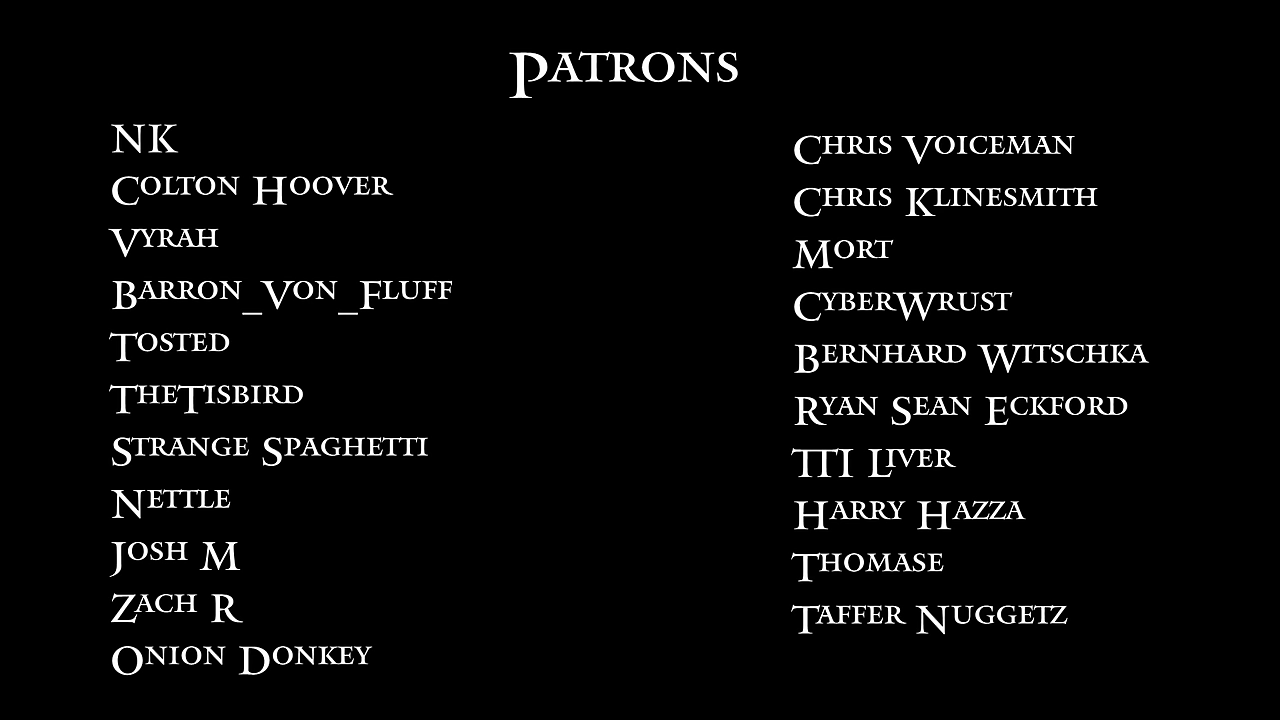 Patrons
NK
Colton Hoover
Vyrah
Barron_Von_Fluff
Tosted
TheTisbird
Strange Spaghetti
Nettle
Josh M
Zach R
Onion Donkey
Chris Voiceman
Chris Klinesmith
Mort
CyberWrust
Bernhard Witschka
Ryan Sean Eckford
TTI Liver
Harry Hazza
Thomase
Taffer Nuggetz